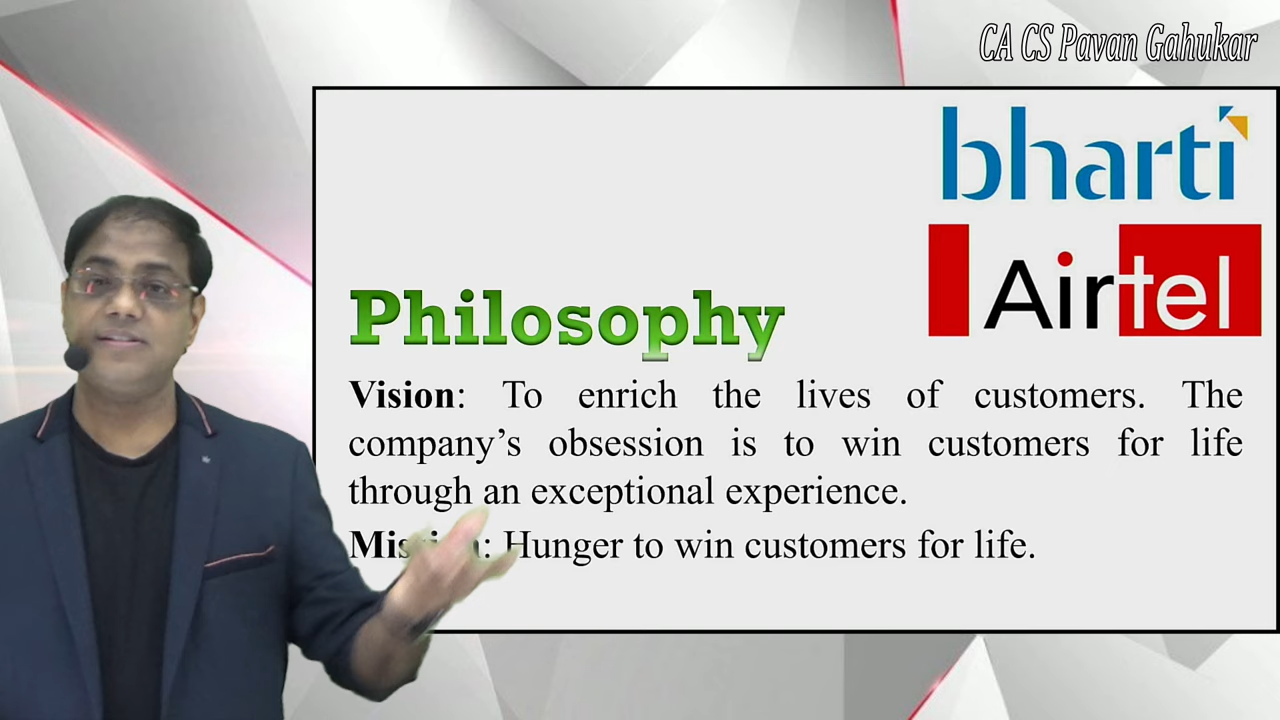 CA CS Pavan Gahukar
bharti
Airtel
Philosophy
Vision: To enrich the lives of customers. The
company’s obsession is to win customers for life
through an exceptional experience.
Hunger to win customers for life.